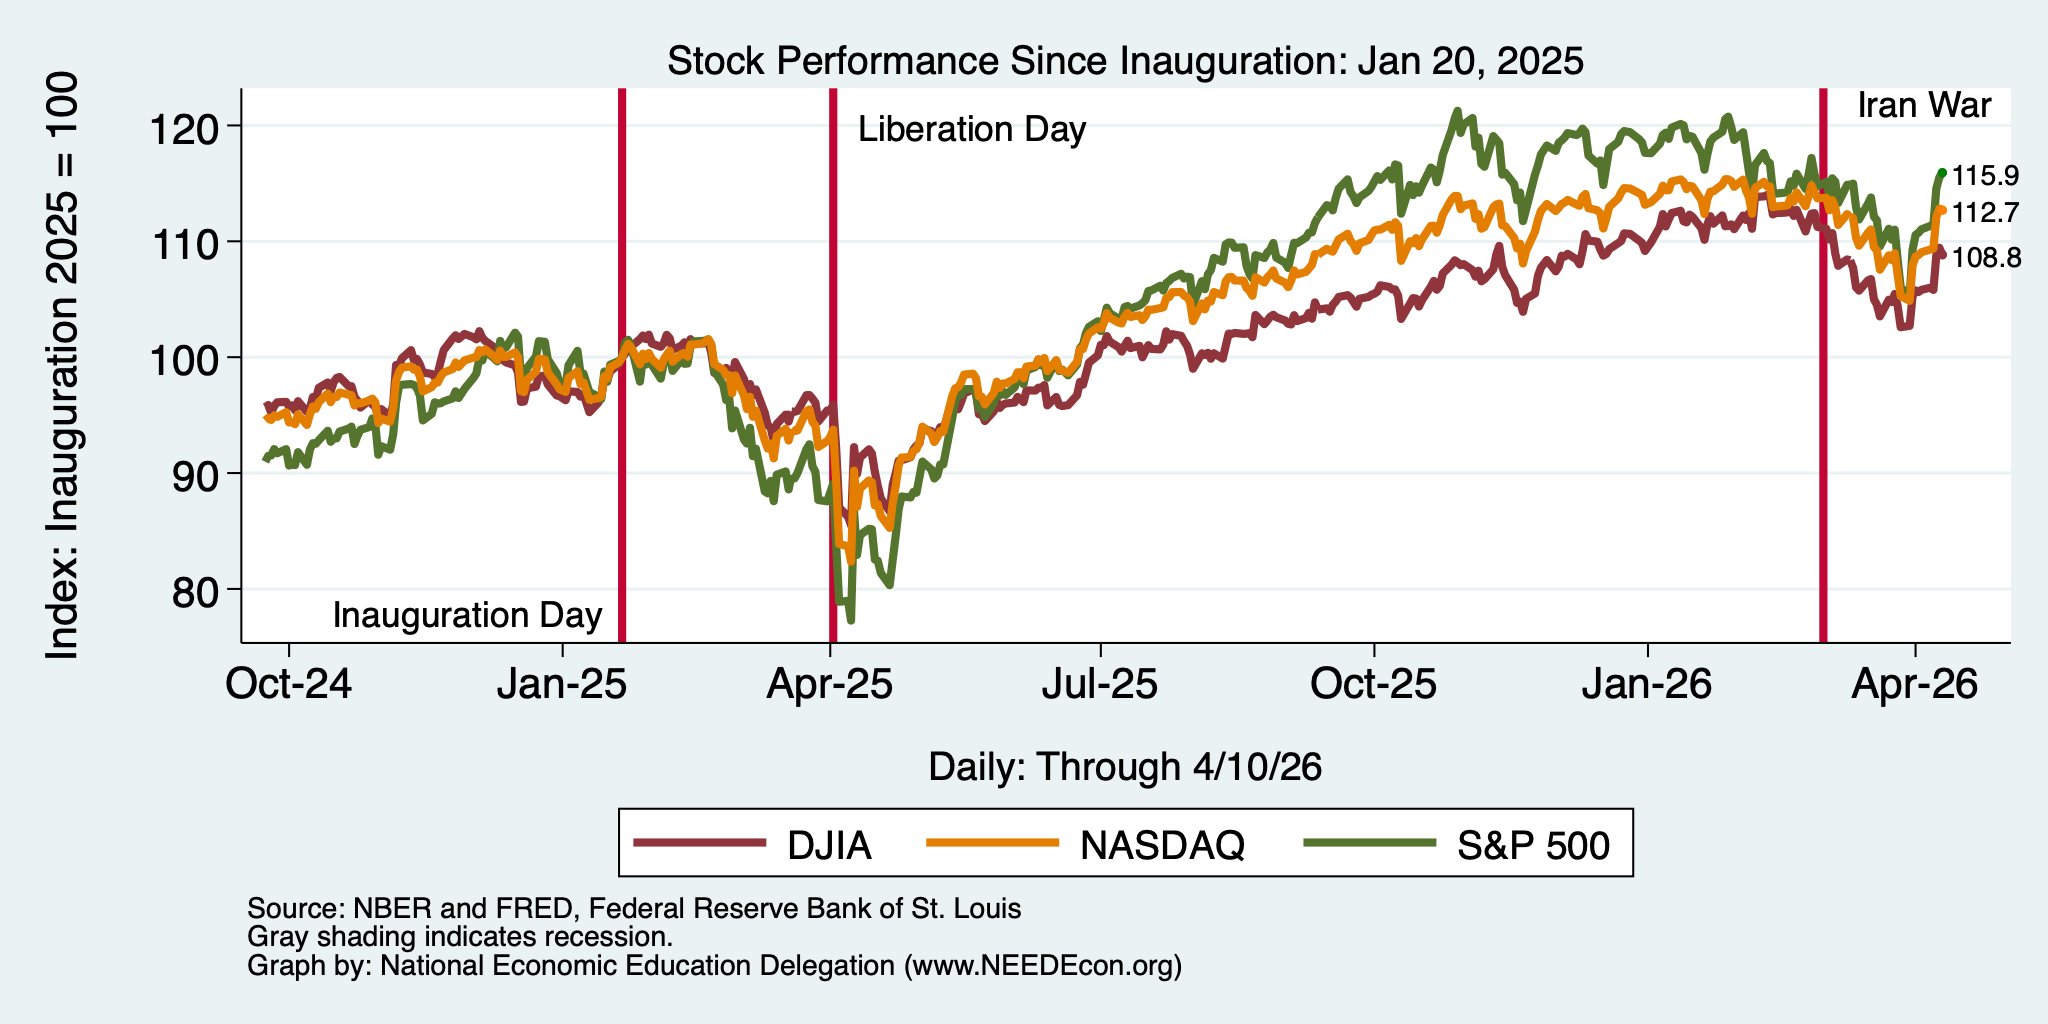 Stock Performance Since Inauguration: Jan 20, 2025
Index: Inauguration 2025 = 100
120
110
100
90
80
Inauguration Day
Liberation Day
Iran War
115.9
112.7
108.8
Oct-24
Jan-25
Apr-25
Jul-25
Oct-25
Jan-26
Apr-26
Daily: Through 4/10/26
DJIA
NASDAQ
S&P 500
Source: NBER and FRED, Federal Reserve Bank of St. Louis
Gray shading indicates recession.
Graph by: National Economic Education Delegation (www.NEEDEcon.org)